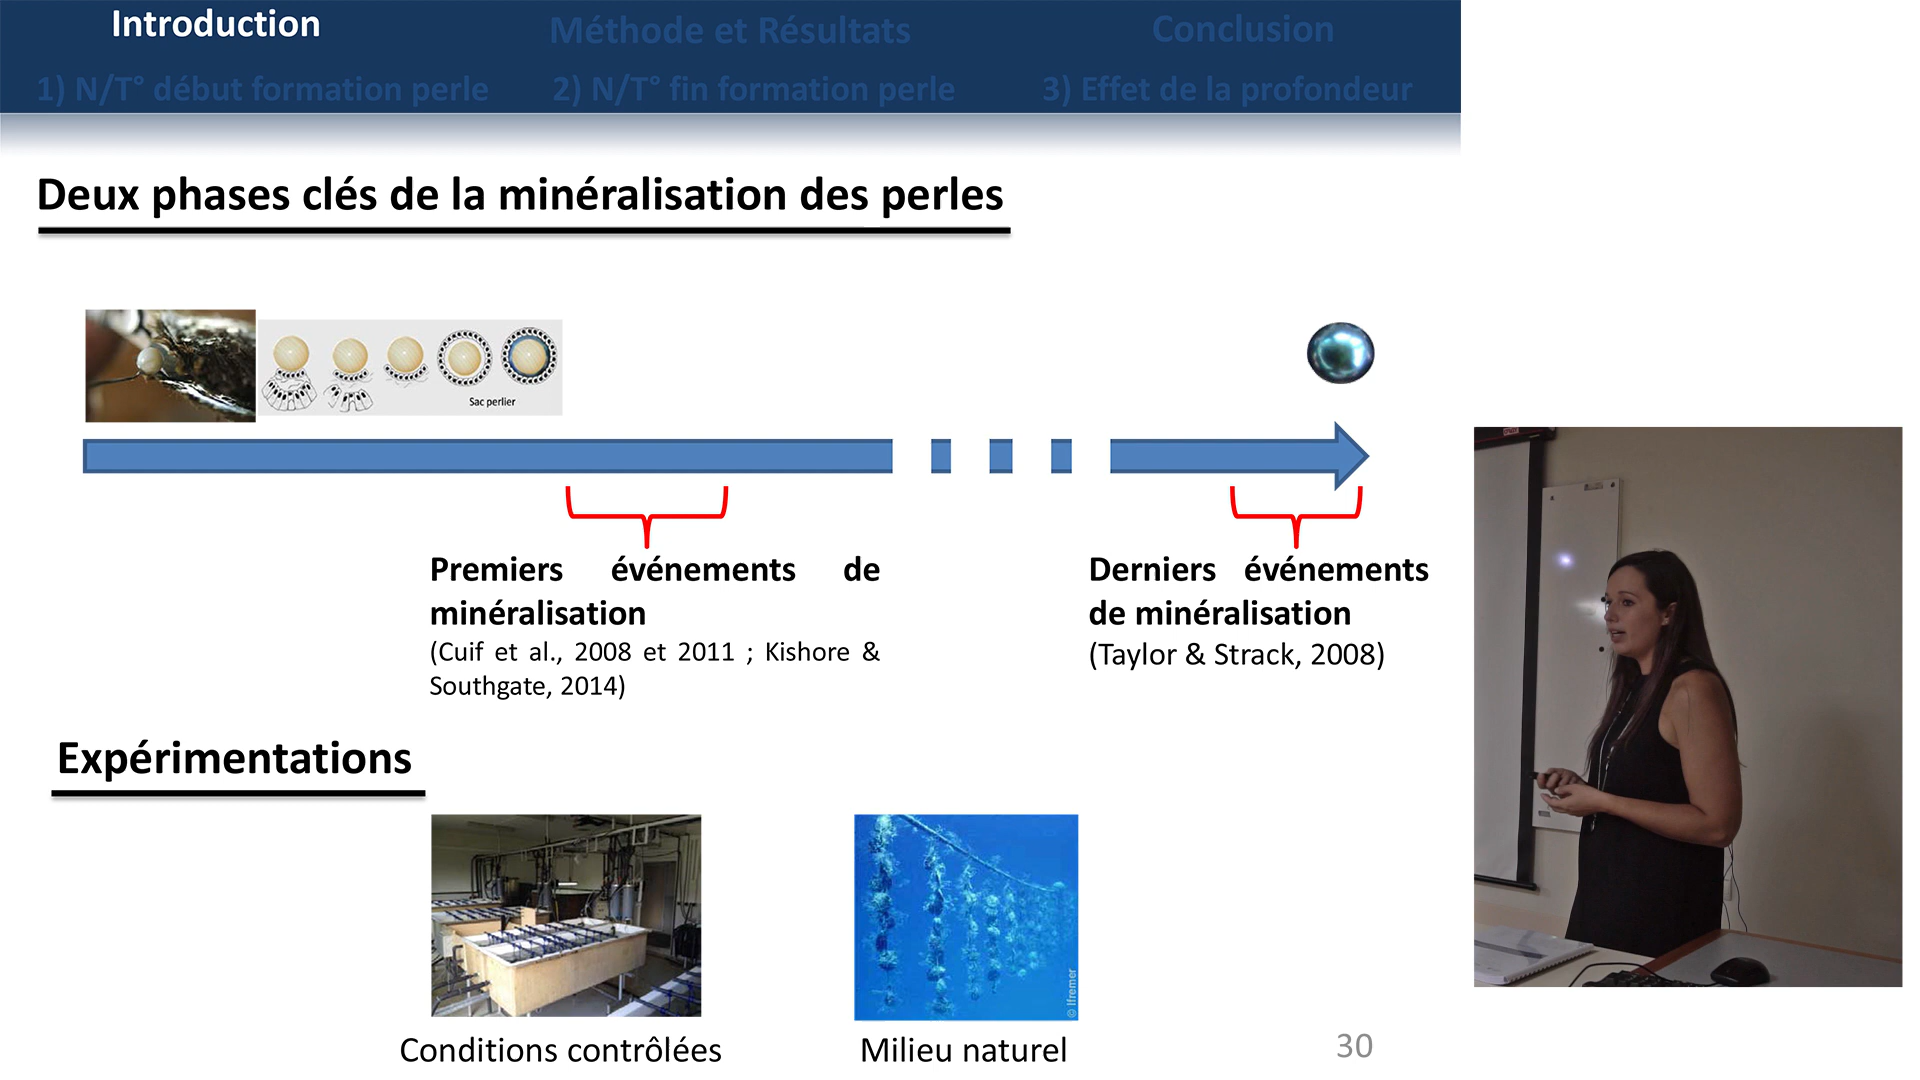 Introduction
Méthode et Résultats
Conclusion
1) N/T° début formation perle
2) N/T° fin formation perle
3) Effet de la profondeur
Deux phases clés de la minéralisation des perles
Sac perlier
Premiers événements de
minéralisation
(Cuif et al., 2008 et 2011 ; Kishore &
Southgate, 2014)
Derniers événements
de minéralisation
(Taylor & Strack, 2008)
Expérimentations
© Ifremer
Conditions contrôlées
Milieu naturel
30